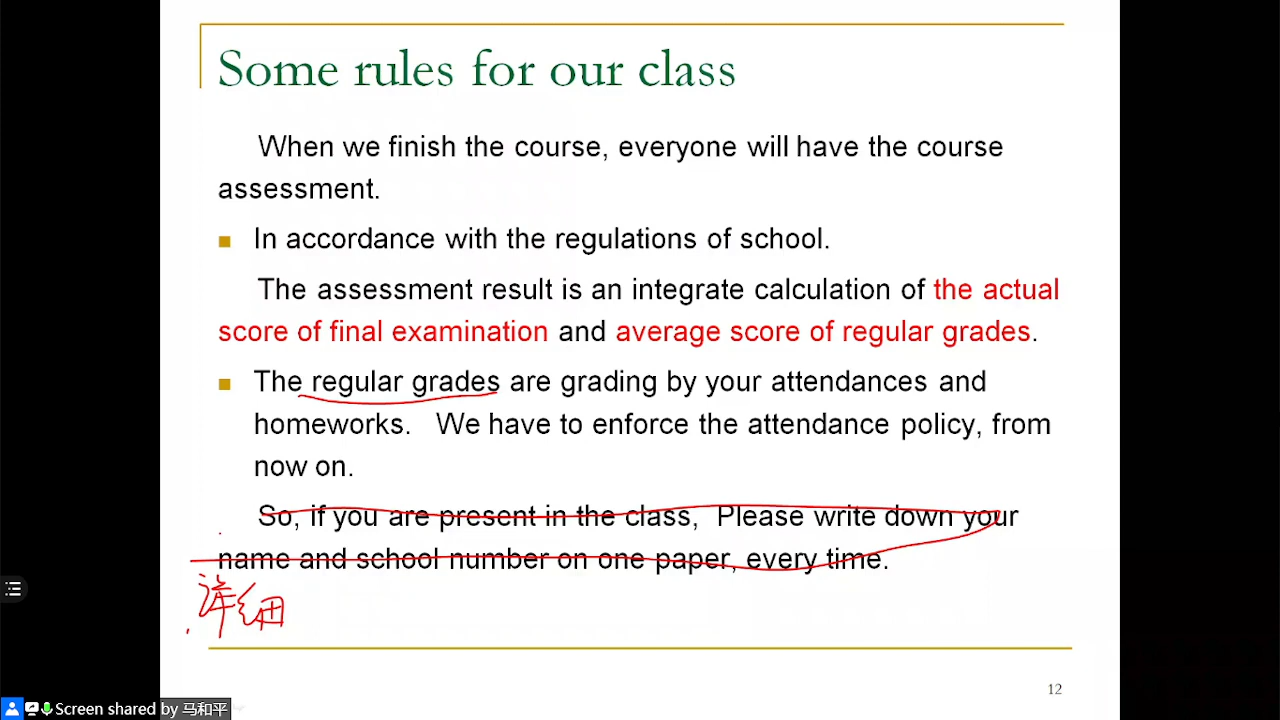 Some rules for our class
When we finish the course, everyone will have the course
assessment.
In accordance with the regulations of school.
The assessment result is an integrate calculation of the actual
score of final examination and average score of regular grades.
The regular grades are grading by your attendances and
homeworks. We have to enforce the attendance policy, from
now on.
So, if you are present in the class, Please write down your
name and school number on one paper, every time.
详细
12
Screen shared by 马和平